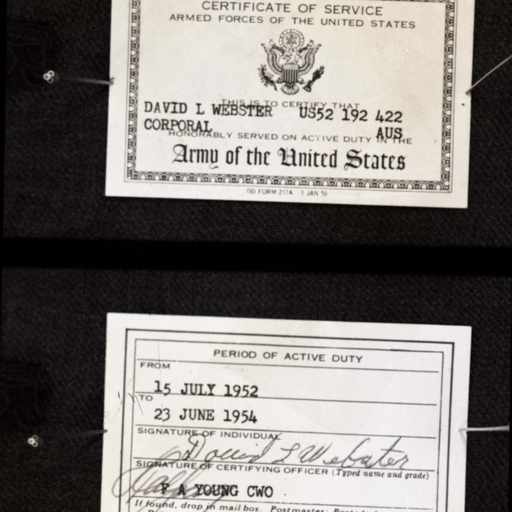 CERTIFICATE OF SERVICE
ARMED FORCES OF THE UNITED STATES
THIS IS TO CERTIFY THAT
DAVID L WEBSTER US52 192 422
CORPORAL AUS
HONORABLY SERVED ON ACTIVE DUTY IN THE
Army of the United States
DD FORM 217A 1 JAN 50
PERIOD OF ACTIVE DUTY
FROM
15 JULY 1952
TO
23 JUNE 1954
SIGNATURE OF INDIVIDUAL
David L Webster
SIGNATURE OF CERTIFYING OFFICER (Typed name and grade)
F A YOUNG CWO
If found, drop in mail box. Postmaster: